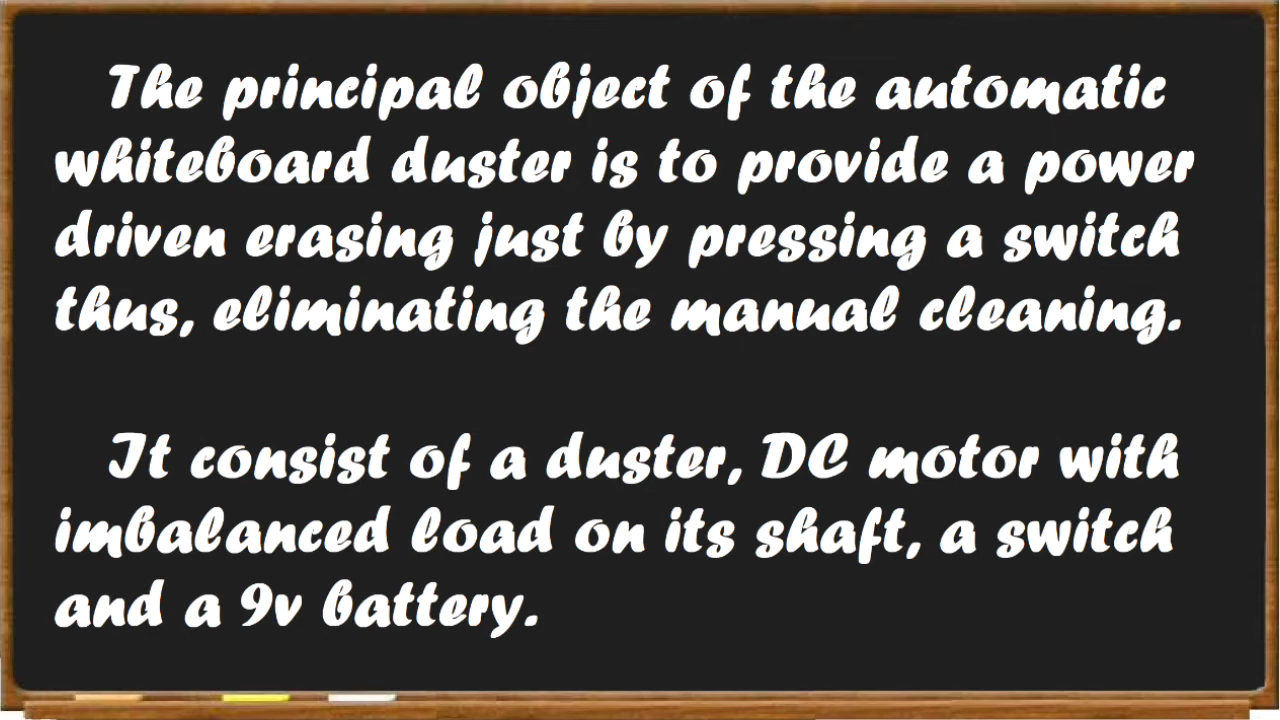 The principal object of the automatic
whiteboard duster is to provide a power
driven erasing just by pressing a switch
thus, eliminating the manual cleaning.
It consist of a duster, DC motor with
imbalanced load on its shaft, a switch
and a 9v battery.